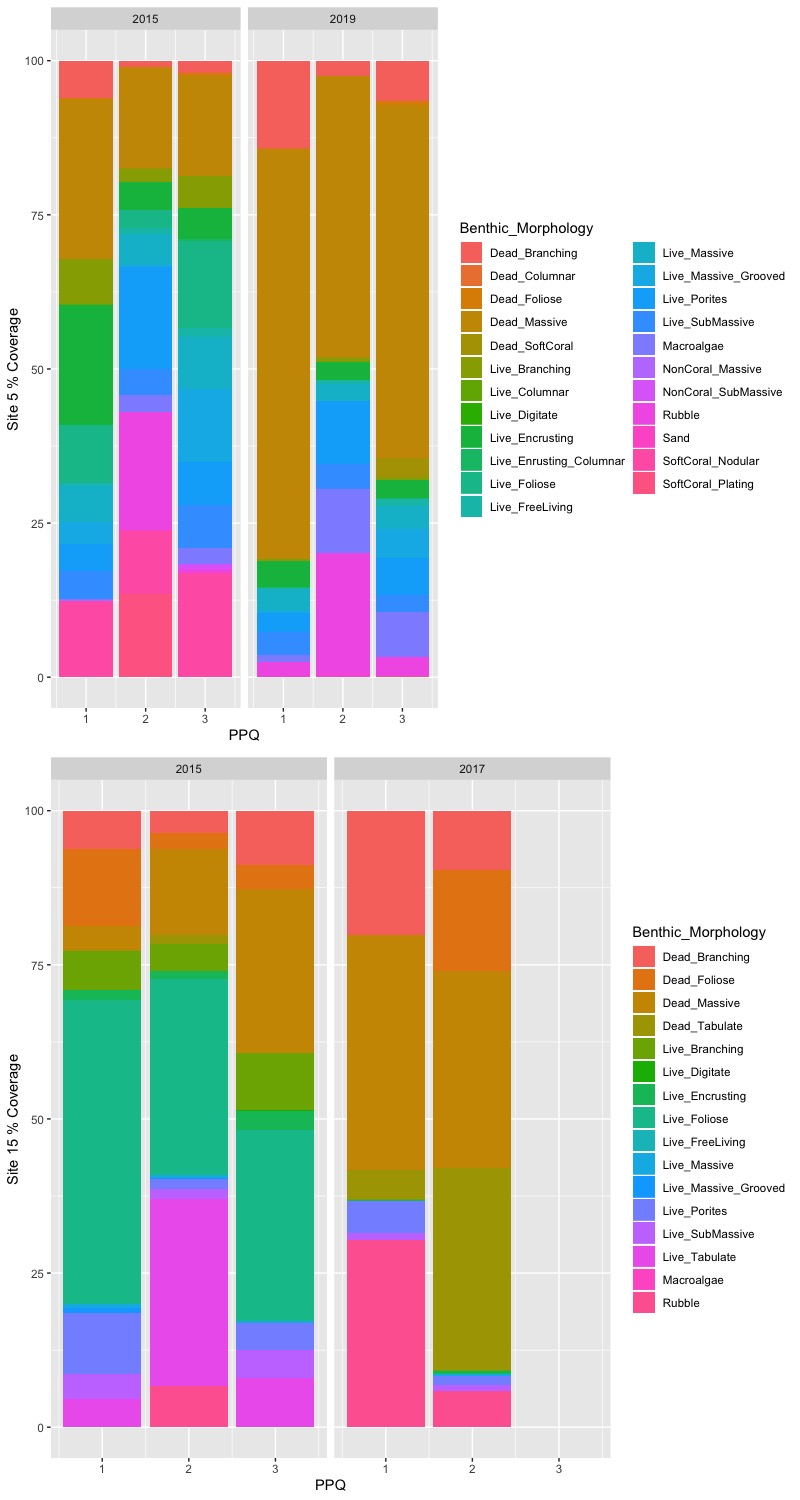 2015 2019
100
75
50
25
0
Site 5 % Coverage
1 2 3 1 2 3
PPQ
Benthic_Morphology
Dead_Branching
Dead_Columnar
Dead_Foliose
Dead_Massive
Dead_SoftCoral
Live_Branching
Live_Columnar
Live_Digitate
Live_Encrusting
Live_Enrusting_Columnar
Live_Foliose
Live_FreeLiving
Live_Massive
Live_Massive_Grooved
Live_Porites
Live_SubMassive
Macroalgae
NonCoral_Massive
NonCoral_SubMassive
Rubble
Sand
SoftCoral_Nodular
SoftCoral_Plating
2015 2017
100
75
50
25
0
Site 15 % Coverage
1 2 3 1 2 3
PPQ
Benthic_Morphology
Dead_Branching
Dead_Foliose
Dead_Massive
Dead_Tabulate
Live_Branching
Live_Digitate
Live_Encrusting
Live_Foliose
Live_FreeLiving
Live_Massive
Live_Massive_Grooved
Live_Porites
Live_SubMassive
Live_Tabulate
Macroalgae
Rubble